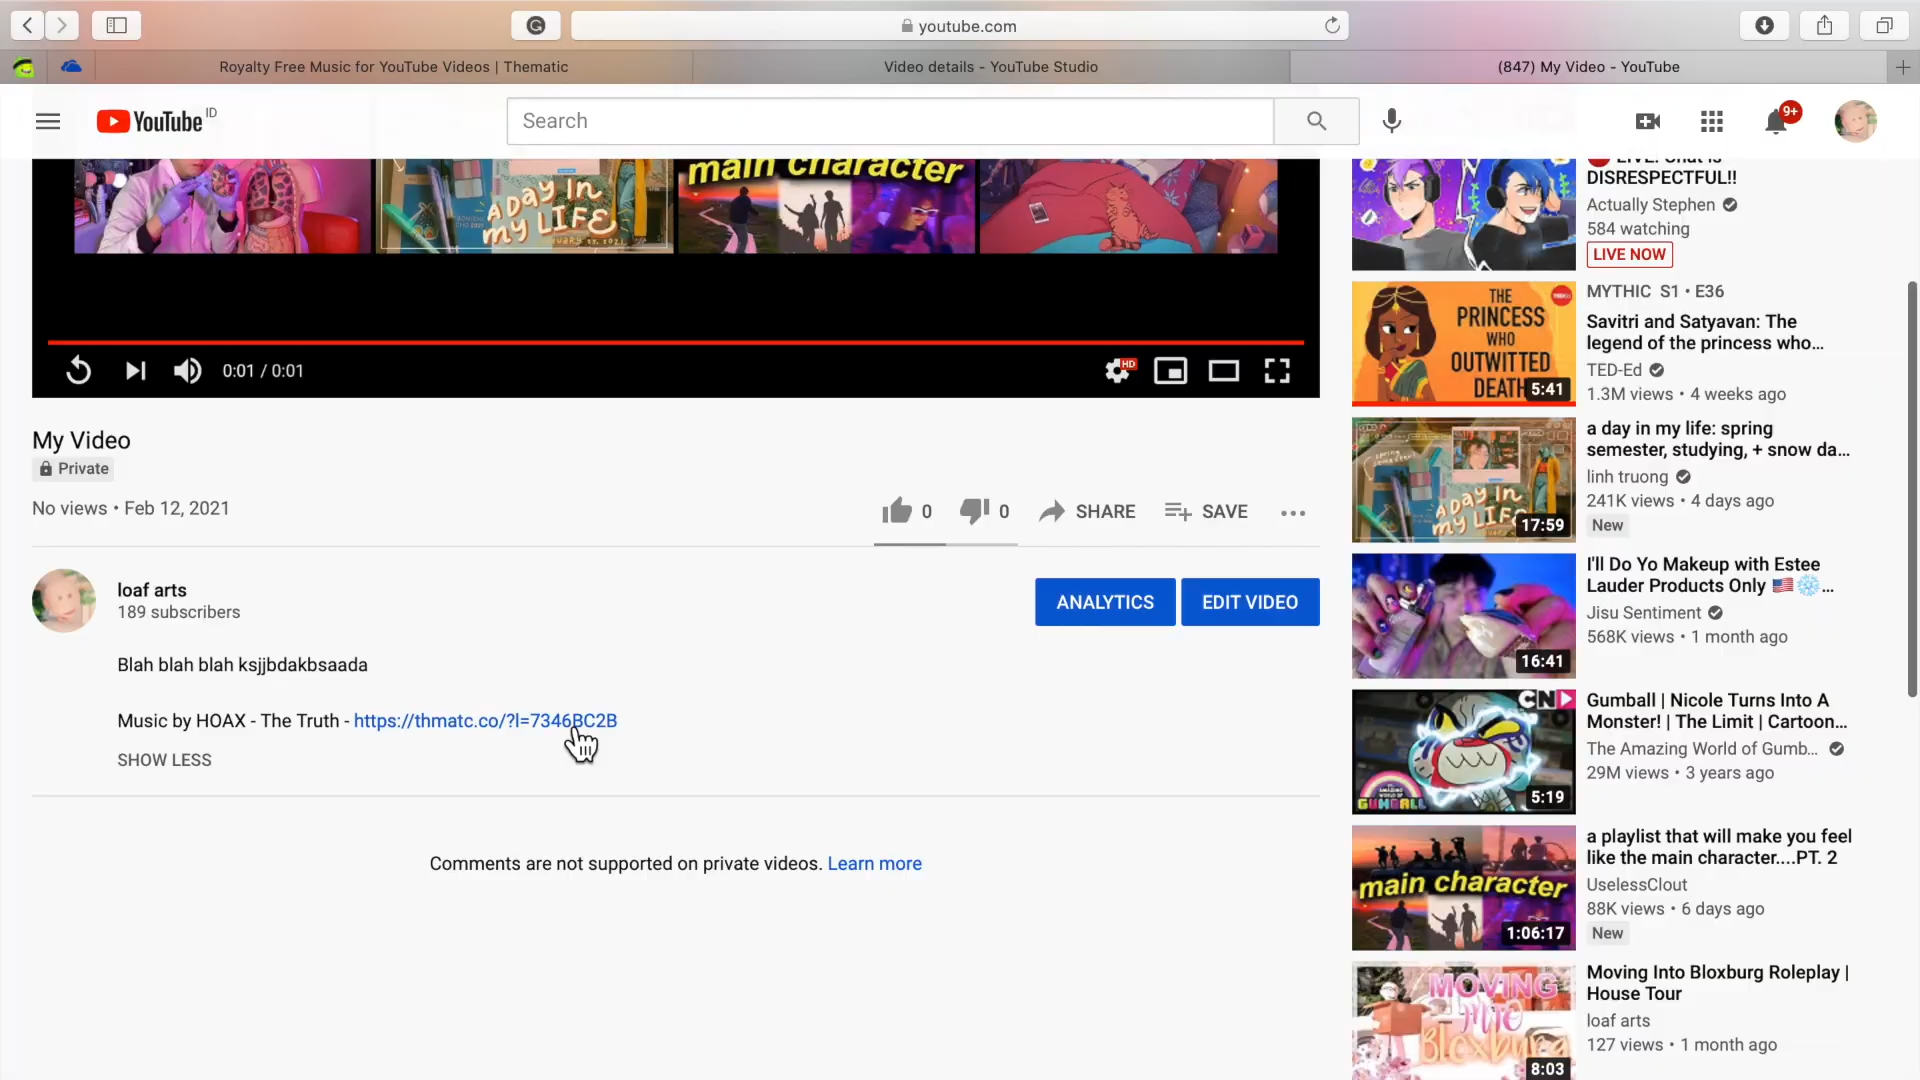 youtube.com
Royalty Free Music for YouTube Videos | Thematic
Video details - YouTube Studio
(847) My Video - YouTube
YouTube ID
Search
9+
main character
A DAY IN
my LIFE
DISRESPECTFUL!!
Actually Stephen
584 watching
LIVE NOW
THE
PRINCESS
WHO
OUTWITTED
DEATH
5:41
MYTHIC S1 • E36
Savitri and Satyavan: The
legend of the princess who...
TED-Ed
1.3M views • 4 weeks ago
0:01 / 0:01
HD
My Video
Private
No views • Feb 12, 2021
0
0
SHARE
SAVE
loaf arts
189 subscribers
ANALYTICS
EDIT VIDEO
Blah blah blah ksjjbdakbsaada
Music by HOAX - The Truth - https://thmatc.co/?l=7346BC2B
SHOW LESS
Comments are not supported on private videos. Learn more
A DAY IN
my LIFE
17:59
a day in my life: spring
semester, studying, + snow da...
linh truong
241K views • 4 days ago
New
16:41
I'll Do Yo Makeup with Estee
Lauder Products Only 🇺🇸❄️...
Jisu Sentiment
568K views • 1 month ago
CN
GUMBALL
5:19
Gumball | Nicole Turns Into A
Monster! | The Limit | Cartoon...
The Amazing World of Gumb...
29M views • 3 years ago
main character
1:06:17
a playlist that will make you feel
like the main character....PT. 2
UselessClout
88K views • 6 days ago
New
MOVING
INTO
Bloxburg
8:03
Moving Into Bloxburg Roleplay |
House Tour
loaf arts
127 views • 1 month ago